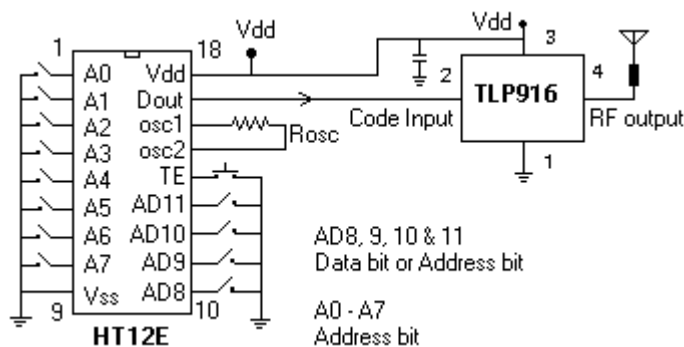 1
18
Vdd
Vdd
3
A0
Vdd
2
4
A1
Dout
TLP916
A2
osc1
Rosc
Code Input
RF output
A3
osc2
A4
TE
1
A5
AD11
A6
AD10
AD8, 9, 10 & 11
A7
AD9
Data bit or Address bit
Vss
AD8
9
10
A0 - A7
HT12E
Address bit